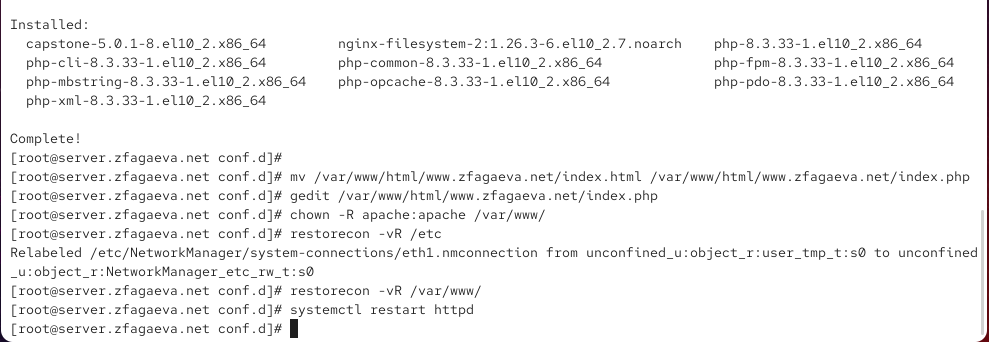 Installed:
  capstone-5.0.1-8.el10_2.x86_64         nginx-filesystem-2:1.26.3-6.el10_2.7.noarch    php-8.3.33-1.el10_2.x86_64
  php-cli-8.3.33-1.el10_2.x86_64         php-common-8.3.33-1.el10_2.x86_64              php-fpm-8.3.33-1.el10_2.x86_64
  php-mbstring-8.3.33-1.el10_2.x86_64    php-opcache-8.3.33-1.el10_2.x86_64             php-pdo-8.3.33-1.el10_2.x86_64
  php-xml-8.3.33-1.el10_2.x86_64

Complete!
[root@server.zfagaeva.net conf.d]#
[root@server.zfagaeva.net conf.d]# mv /var/www/html/www.zfagaeva.net/index.html /var/www/html/www.zfagaeva.net/index.php
[root@server.zfagaeva.net conf.d]# gedit /var/www/html/www.zfagaeva.net/index.php
[root@server.zfagaeva.net conf.d]# chown -R apache:apache /var/www/
[root@server.zfagaeva.net conf.d]# restorecon -vR /etc
Relabeled /etc/NetworkManager/system-connections/eth1.nmconnection from unconfined_u:object_r:user_tmp_t:s0 to unconfined
_u:object_r:NetworkManager_etc_rw_t:s0
[root@server.zfagaeva.net conf.d]# restorecon -vR /var/www/
[root@server.zfagaeva.net conf.d]# systemctl restart httpd
[root@server.zfagaeva.net conf.d]#